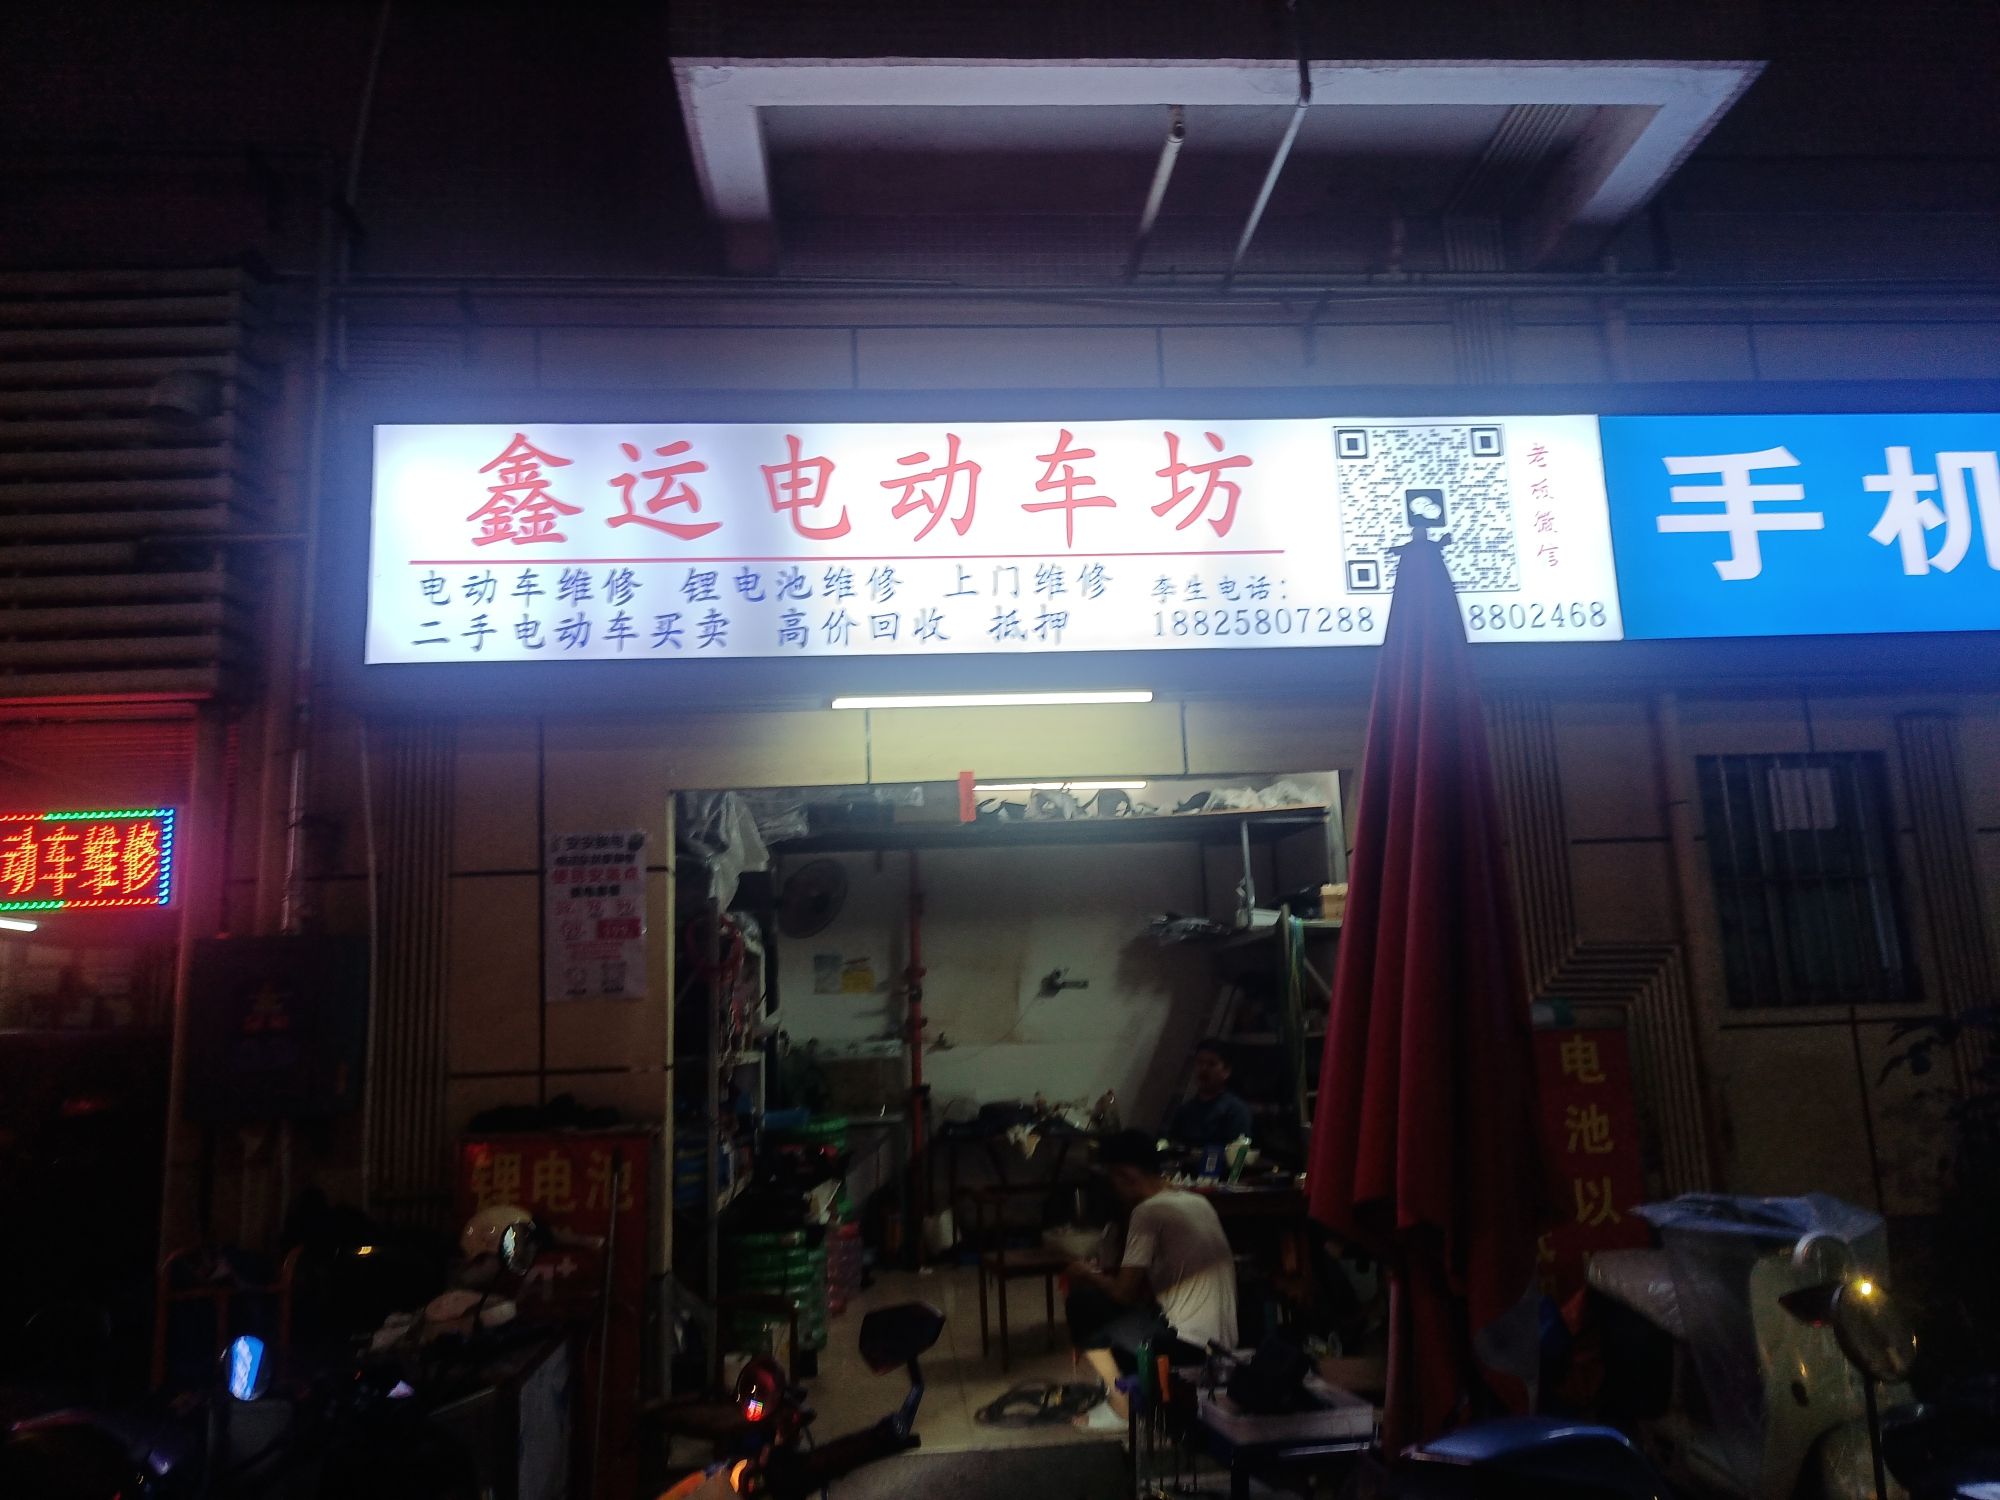 鑫运电动车坊
电动车维修 锂电池维修 上门维修
二手电动车买卖 高价回收 抵押
李生电话:
18825807288
8802468
老板微信
手机
动车维修
锂电池
电池以